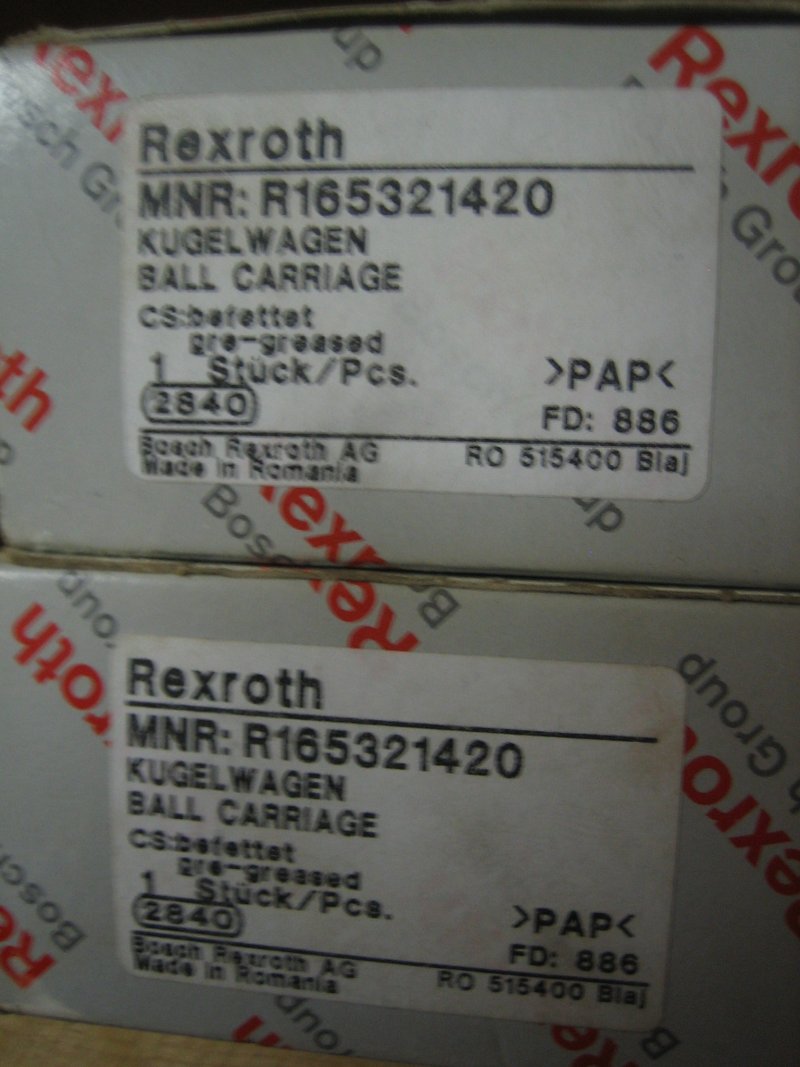 Rexroth
MNR: R165321420
KUGELWAGEN
BALL CARRIAGE
CS:befettet
pre-greased
1 Stück/Pcs. >PAP<
2840 FD: 886
Bosch Rexroth AG RO 515400 Blaj
Made in Romania
Rexroth
MNR: R165321420
KUGELWAGEN
BALL CARRIAGE
CS:befettet
pre-greased
1 Stück/Pcs. >PAP<
2840 FD: 886
Bosch Rexroth AG RO 515400 Blaj
Made in Romania